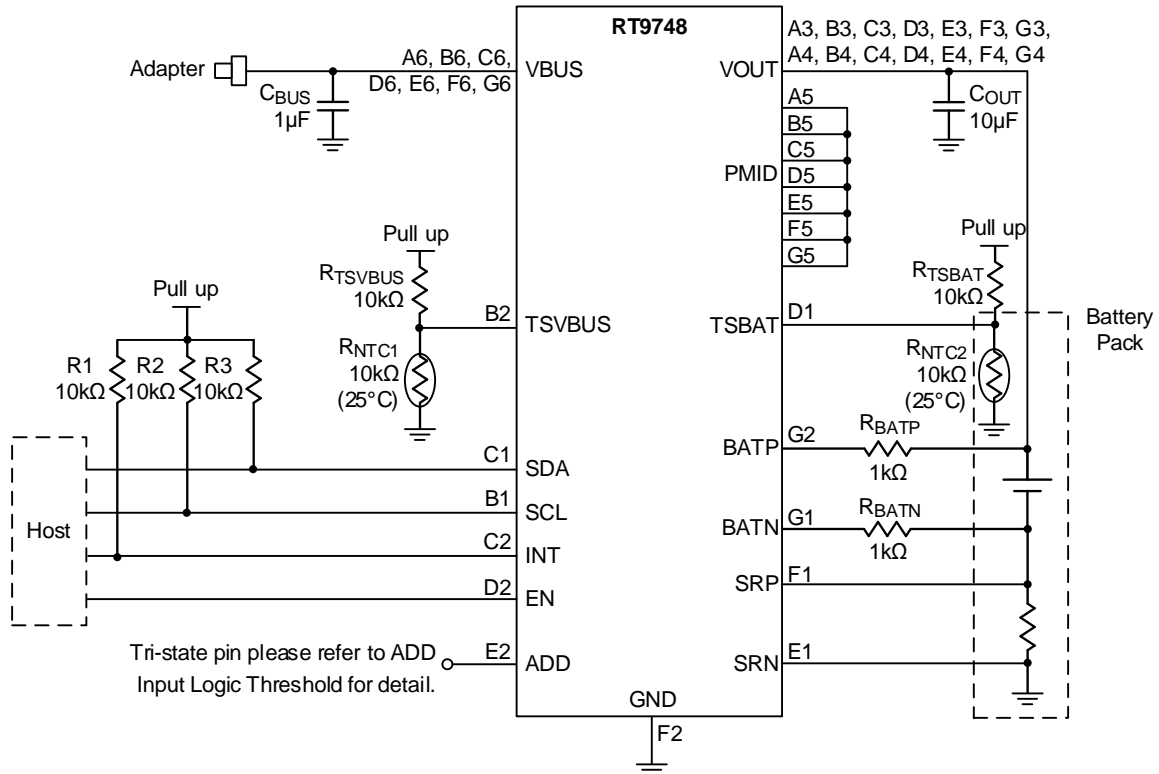 RT9748
A3, B3, C3, D3, E3, F3, G3,
A4, B4, C4, D4, E4, F4, G4
Adapter
A6, B6, C6,
D6, E6, F6, G6
VBUS
VOUT
CBUS
1µF
COUT
10µF
A5
B5
C5
PMID
D5
E5
F5
G5
Pull up
RTSVBUS
10kΩ
Pull up
RTSBAT
10kΩ
Pull up
B2
TSVBUS
TSBAT
D1
Battery
Pack
RNTC1
10kΩ
(25°C)
RNTC2
10kΩ
(25°C)
R1
10kΩ
R2
10kΩ
R3
10kΩ
Host
C1
SDA
B1
SCL
C2
INT
D2
EN
BATP
G2
RBATP
1kΩ
BATN
G1
RBATN
1kΩ
SRP
F1
SRN
E1
Tri-state pin please refer to ADD
Input Logic Threshold for detail.
E2
ADD
GND
F2